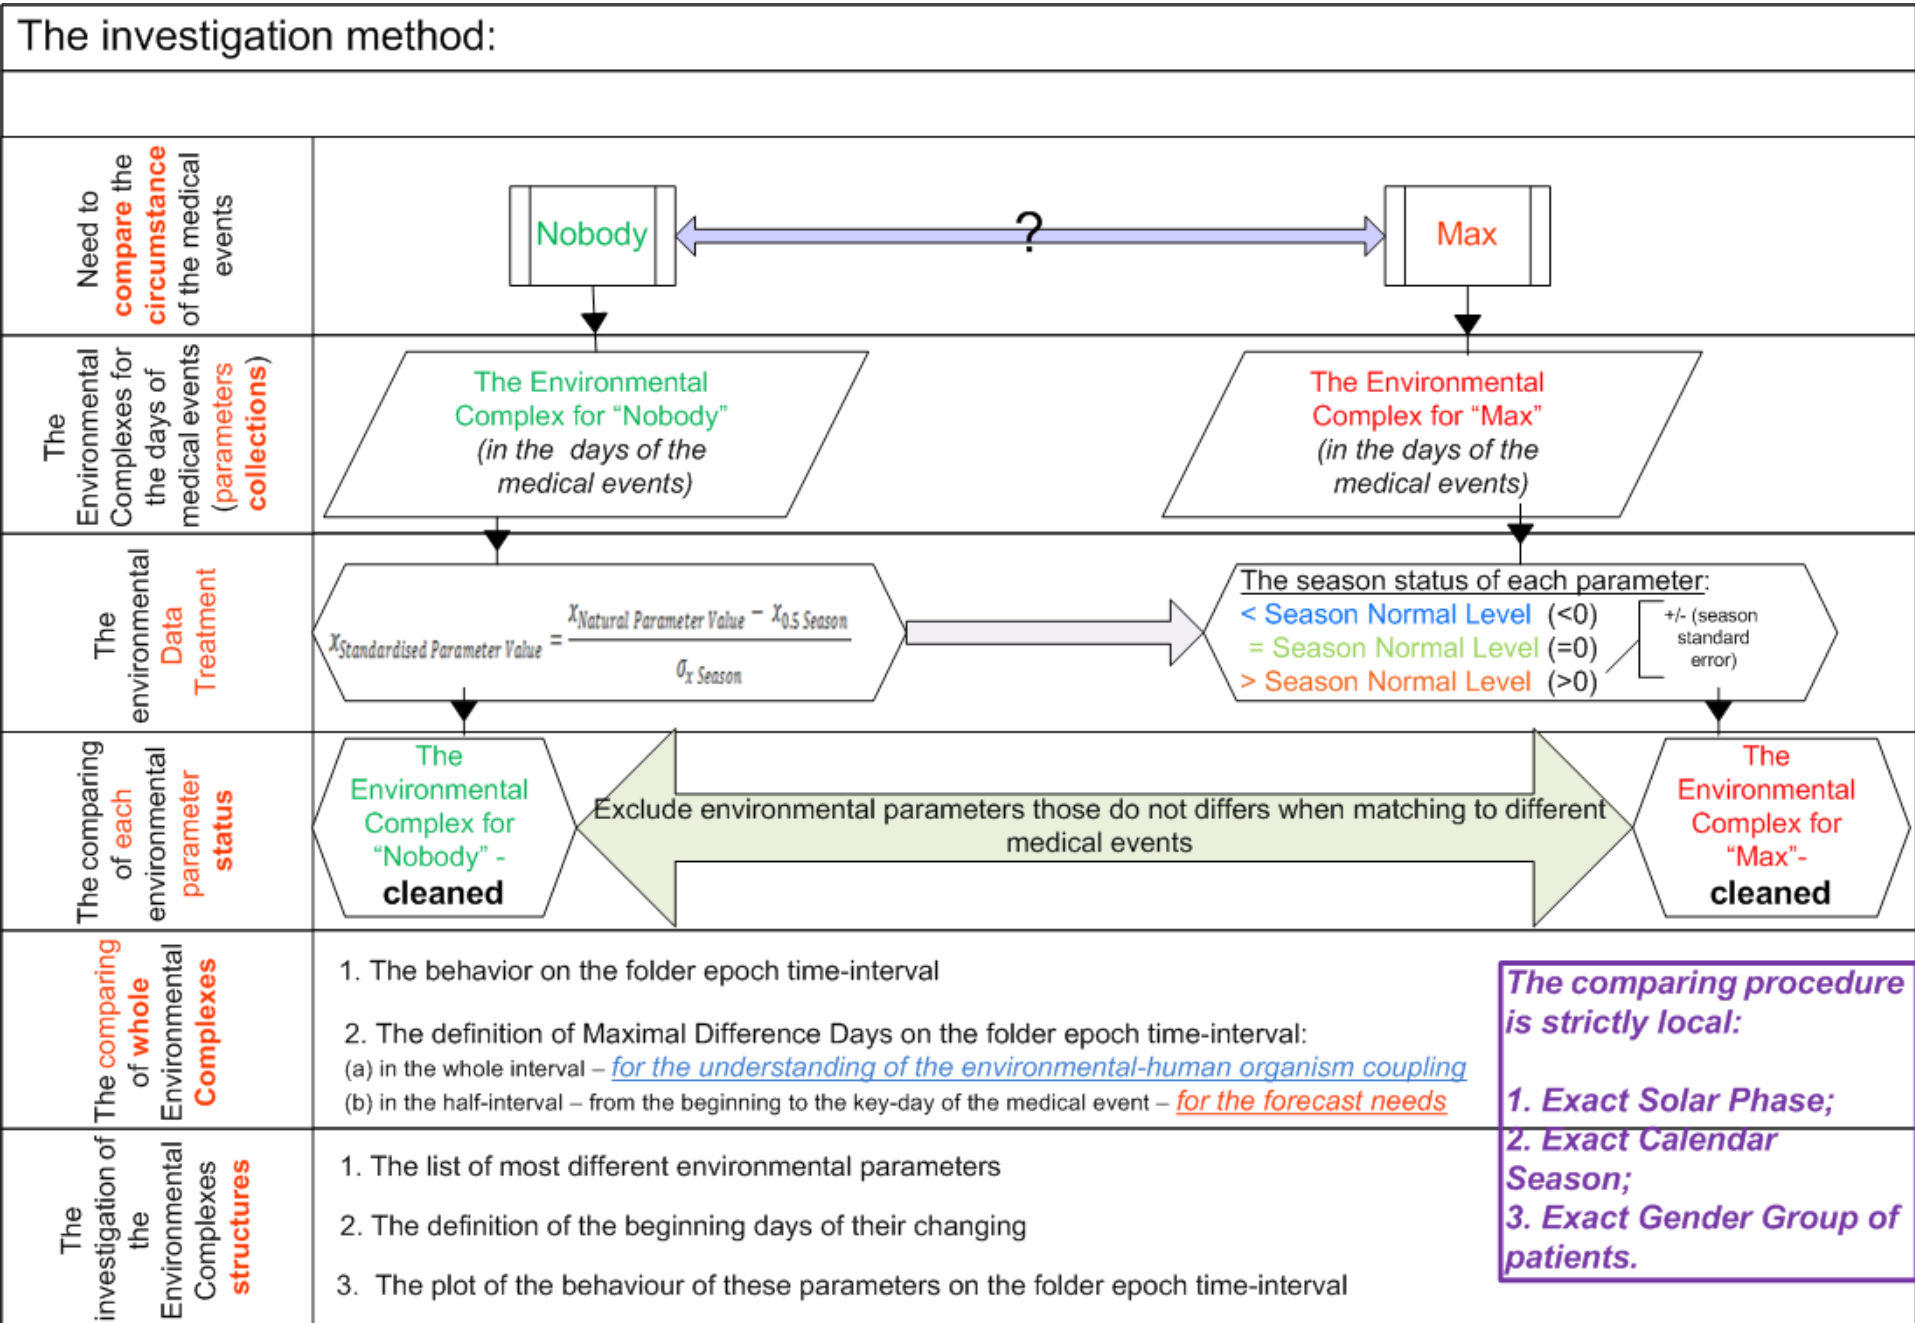 The investigation method:
Need to
compare the
circumstance
of the medical
events
Nobody
?
Max
The
Environmental
Complexes for
the days of
medical events
(parameters
collections)
The Environmental
Complex for “Nobody”
(in the days of the
medical events)
The Environmental
Complex for “Max”
(in the days of the
medical events)
The
environmental
Data
Treatment
x_Standardised Parameter Value = (x_Natural Parameter Value − x_0.5 Season) / σ_x Season
The season status of each parameter:
< Season Normal Level (<0)
= Season Normal Level (=0)
> Season Normal Level (>0)
+/- (season
standard
error)
The comparing
of each
environmental
parameter
status
The
Environmental
Complex for
“Nobody” -
cleaned
Exclude environmental parameters those do not differs when matching to different
medical events
The
Environmental
Complex for
“Max”-
cleaned
The comparing
of whole
Environmental
Complexes
1. The behavior on the folder epoch time-interval
2. The definition of Maximal Difference Days on the folder epoch time-interval:
(a) in the whole interval – for the understanding of the environmental-human organism coupling
(b) in the half-interval – from the beginning to the key-day of the medical event – for the forecast needs
The
investigation of
the
Environmental
Complexes
structures
1. The list of most different environmental parameters
2. The definition of the beginning days of their changing
3. The plot of the behaviour of these parameters on the folder epoch time-interval
The comparing procedure
is strictly local:
1. Exact Solar Phase;
2. Exact Calendar
Season;
3. Exact Gender Group of
patients.